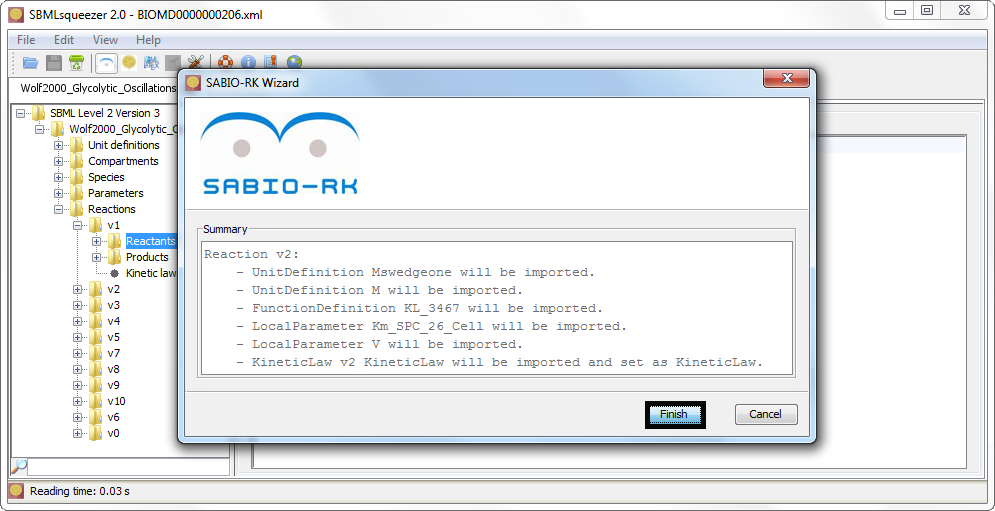 SBMLsqueezer 2.0 - BIOMD0000000206.xml
File Edit View Help
SABIO-RK Wizard
Wolf2000_Glycolytic_Oscillations
SBML Level 2 Version 3
Wolf2000_Glycolytic_O
Unit definitions
Compartments
Species
Parameters
Reactions
v1
Reactants
Products
Kinetic law
v2
v3
v4
v5
v7
v8
v9
v10
v6
v0
SABIO-RK
Summary
Reaction v2:
- UnitDefinition Mswedgeone will be imported.
- UnitDefinition M will be imported.
- FunctionDefinition KL_3467 will be imported.
- LocalParameter Km_SPC_26_Cell will be imported.
- LocalParameter V will be imported.
- KineticLaw v2 KineticLaw will be imported and set as KineticLaw.
Finish Cancel
Reading time: 0.03 s